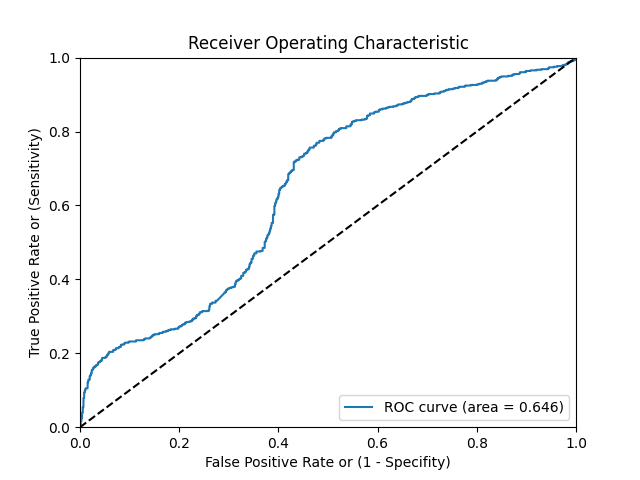 Receiver Operating Characteristic
True Positive Rate or (Sensitivity)
1.0
0.8
0.6
0.4
0.2
0.0
ROC curve (area = 0.646)
0.0 0.2 0.4 0.6 0.8 1.0
False Positive Rate or (1 - Specifity)